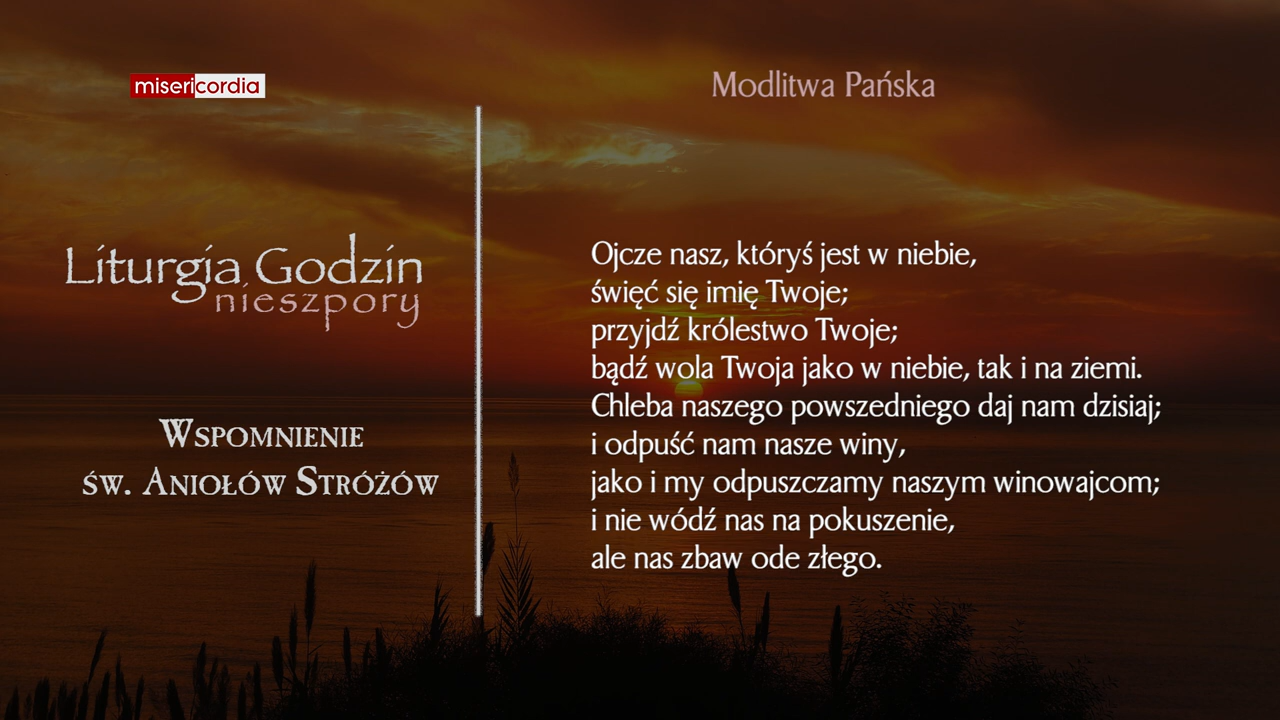 misericordia
Liturgia Godzin
nieszpory
Wspomnienie
św. Aniołów Stróżów
Modlitwa Pańska
Ojcze nasz, któryś jest w niebie,
święć się imię Twoje;
przyjdź królestwo Twoje;
bądź wola Twoja jako w niebie, tak i na ziemi.
Chleba naszego powszedniego daj nam dzisiaj;
i odpuść nam nasze winy,
jako i my odpuszczamy naszym winowajcom;
i nie wódź nas na pokuszenie,
ale nas zbaw ode złego.